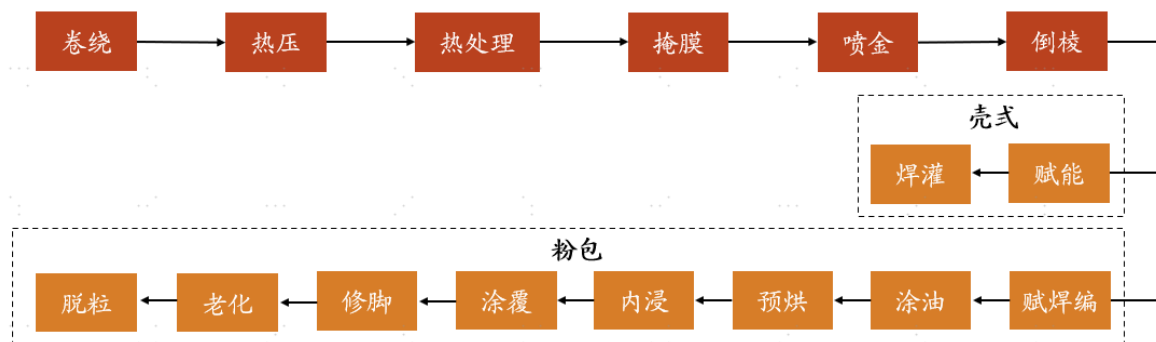 卷绕 热压 热处理 掩膜 喷金 倒棱
壳式
焊灌 赋能
粉包
脱粒 老化 修脚 涂覆 内浸 预烘 涂油 赋焊编